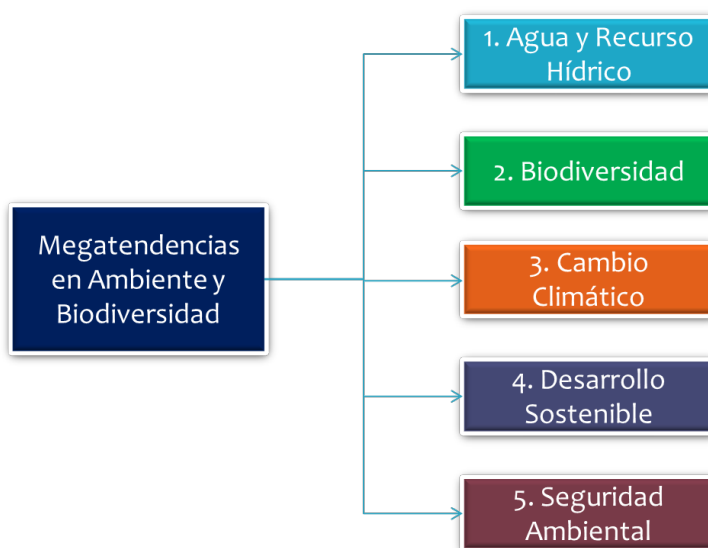 1. Agua y Recurso
Hídrico
2. Biodiversidad
Megatendencias
en Ambiente y
Biodiversidad
3. Cambio
Climático
4. Desarrollo
Sostenible
5. Seguridad
Ambiental